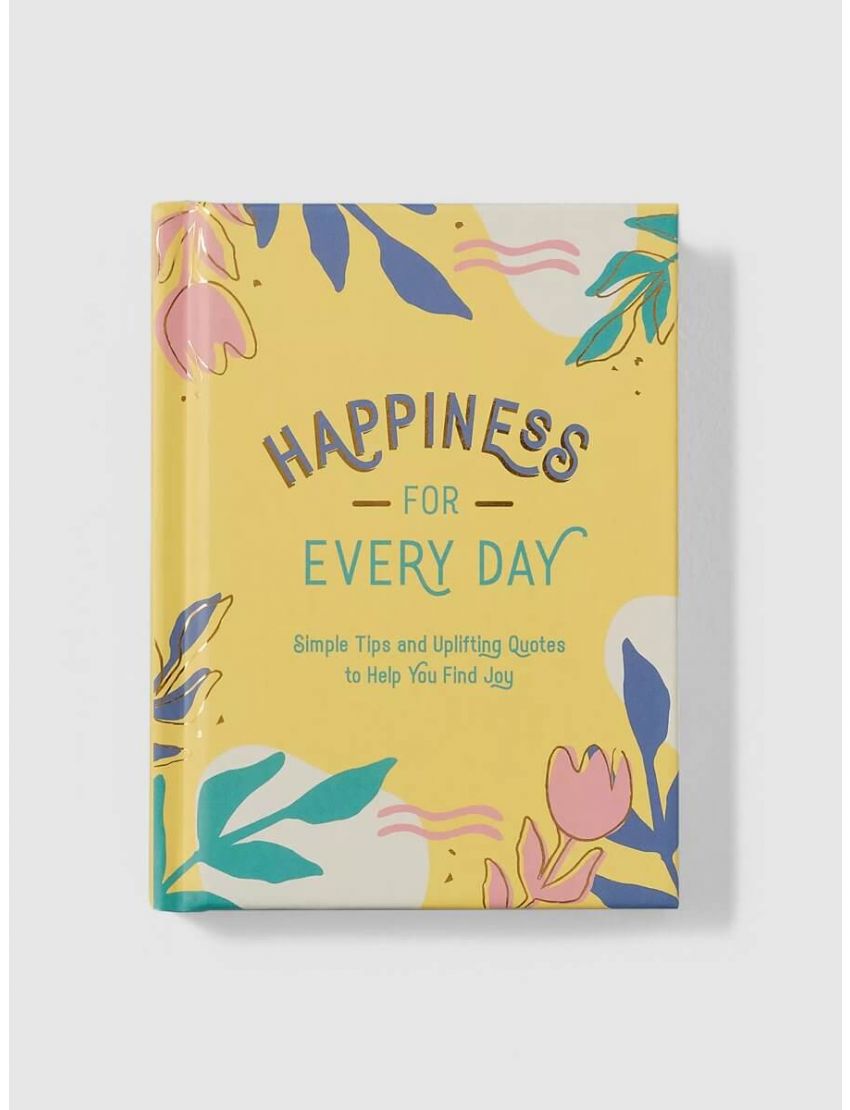 HAPPINESS
FOR
EVERY DAY
Simple Tips and Uplifting Quotes
to Help You Find Joy